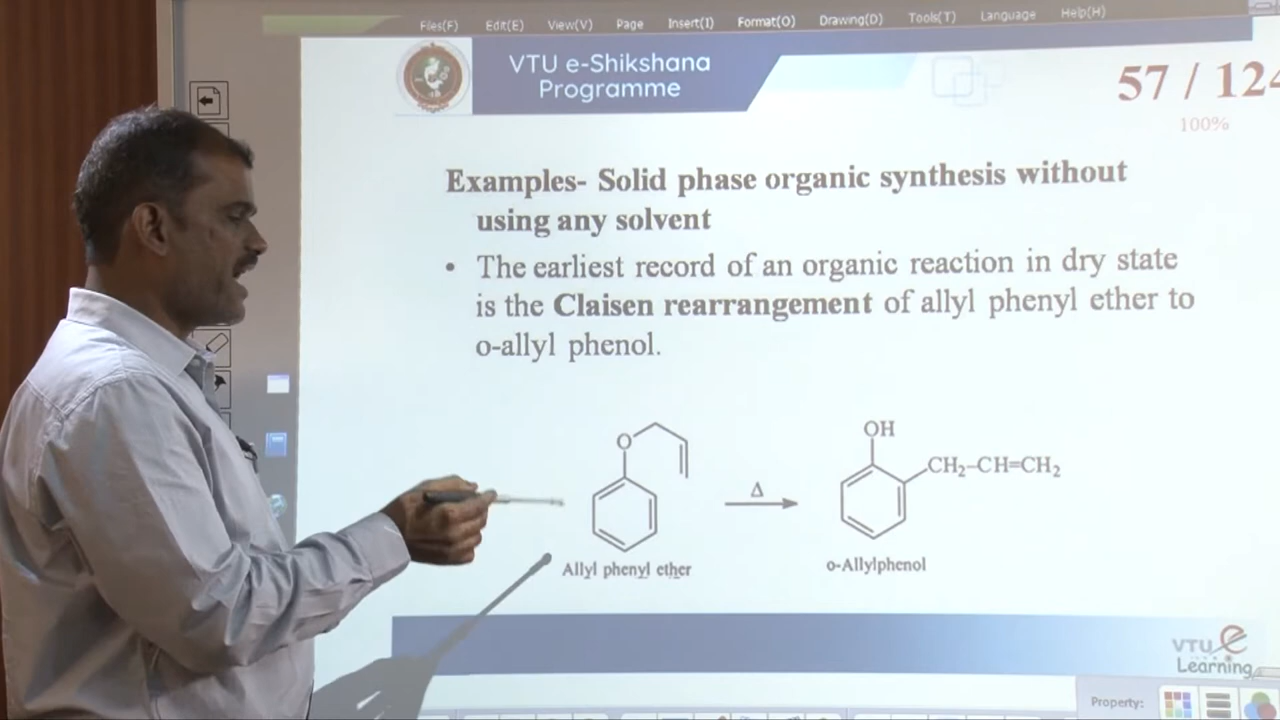 Files(F) Edit(E) View(V) Page Insert(I) Format(O) Drawing(D) Tools(T) Language Help(H)
VTU e-Shikshana
Programme
57 / 124
100%
Examples- Solid phase organic synthesis without
using any solvent
• The earliest record of an organic reaction in dry state
is the Claisen rearrangement of allyl phenyl ether to
o-allyl phenol.
OH
O
CH₂-CH=CH₂
Δ
Allyl phenyl ether
o-Allylphenol
VTU e
Learning
Property: